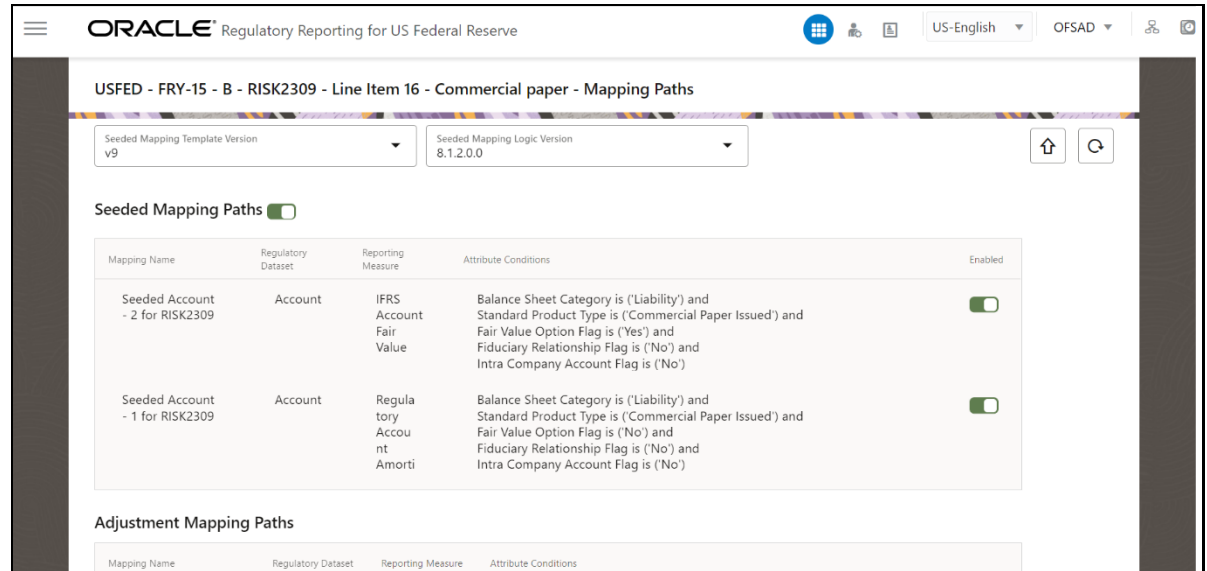 ORACLE® Regulatory Reporting for US Federal Reserve
US-English
OFSAD
USFED - FRY-15 - B - RISK2309 - Line Item 16 - Commercial paper - Mapping Paths
Seeded Mapping Template Version
v9
Seeded Mapping Logic Version
8.1.2.0.0
Seeded Mapping Paths
Mapping Name
Regulatory
Dataset
Reporting
Measure
Attribute Conditions
Enabled
Seeded Account
- 2 for RISK2309
Account
IFRS
Account
Fair
Value
Balance Sheet Category is ('Liability') and
Standard Product Type is ('Commercial Paper Issued') and
Fair Value Option Flag is ('Yes') and
Fiduciary Relationship Flag is ('No') and
Intra Company Account Flag is ('No')
Seeded Account
- 1 for RISK2309
Account
Regula
tory
Accou
nt
Amorti
Balance Sheet Category is ('Liability') and
Standard Product Type is ('Commercial Paper Issued') and
Fair Value Option Flag is ('No') and
Fiduciary Relationship Flag is ('No') and
Intra Company Account Flag is ('No')
Adjustment Mapping Paths
Mapping Name
Regulatory Dataset
Reporting Measure
Attribute Conditions